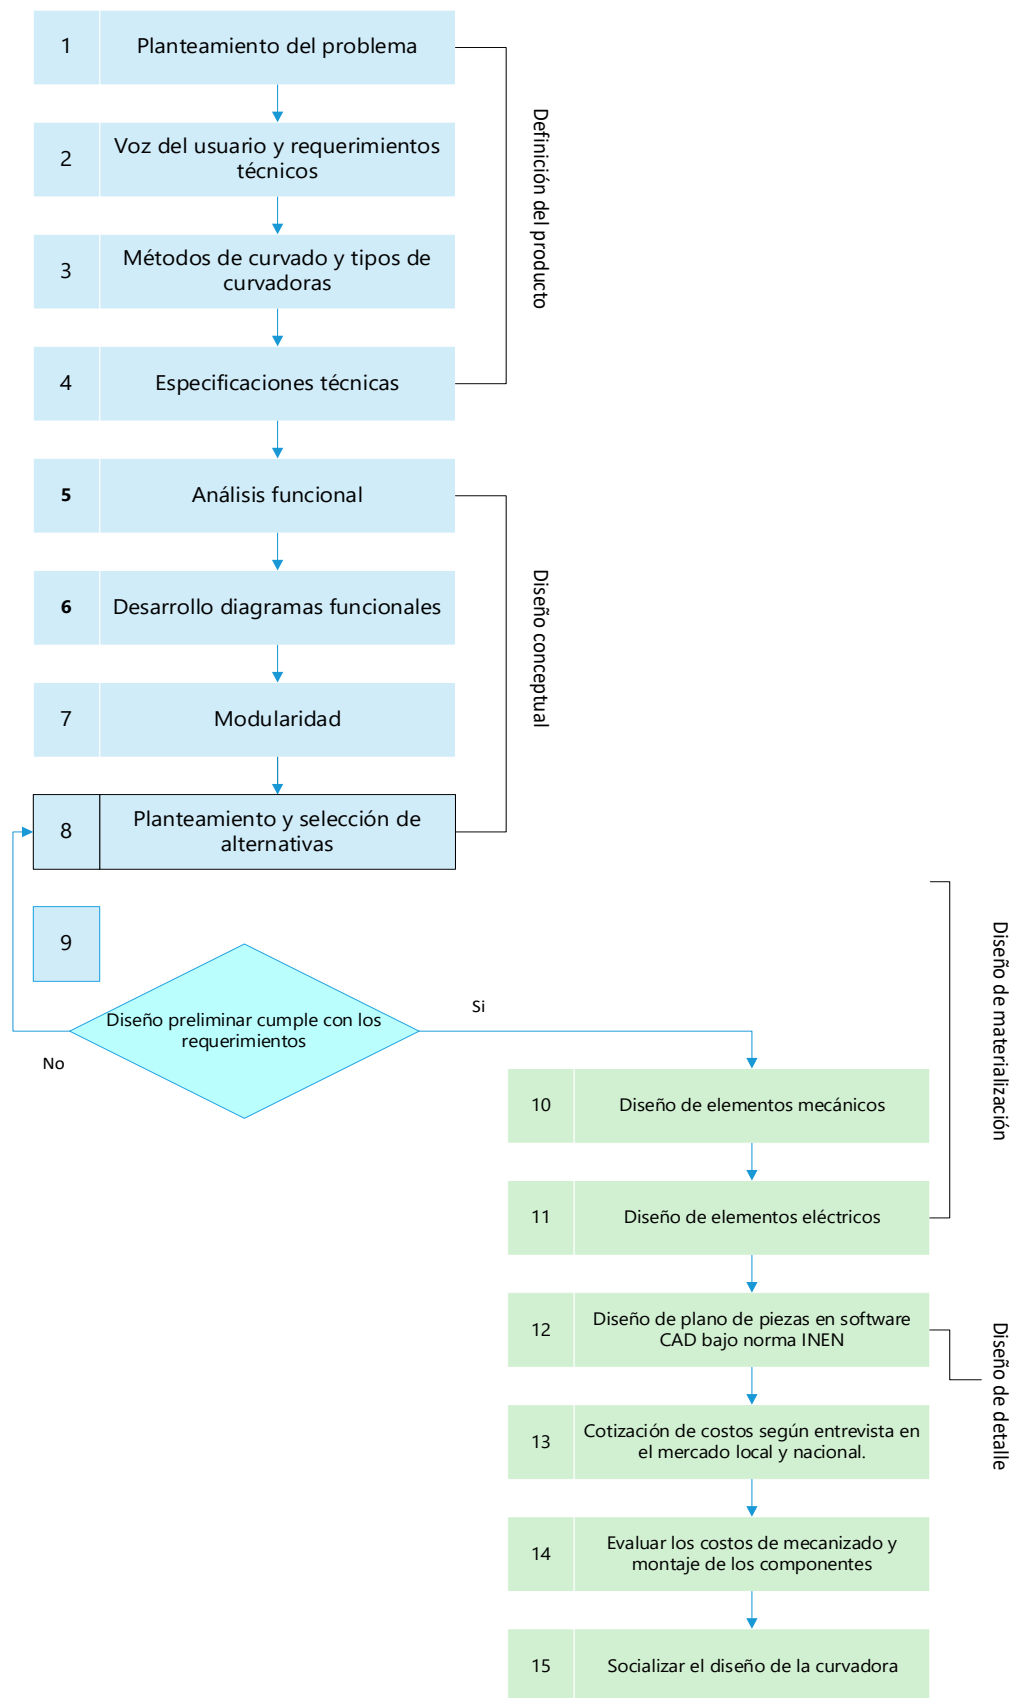 1
Planteamiento del problema
2
Voz del usuario y requerimientos
técnicos
3
Métodos de curvado y tipos de
curvadoras
4
Especificaciones técnicas
Definición del producto
5
Análisis funcional
6
Desarrollo diagramas funcionales
7
Modularidad
8
Planteamiento y selección de
alternativas
Diseño conceptual
9
Diseño preliminar cumple con los
requerimientos
No
Si
10
Diseño de elementos mecánicos
11
Diseño de elementos eléctricos
Diseño de materialización
12
Diseño de plano de piezas en software
CAD bajo norma INEN
Diseño de detalle
13
Cotización de costos según entrevista en
el mercado local y nacional.
14
Evaluar los costos de mecanizado y
montaje de los componentes
15
Socializar el diseño de la curvadora